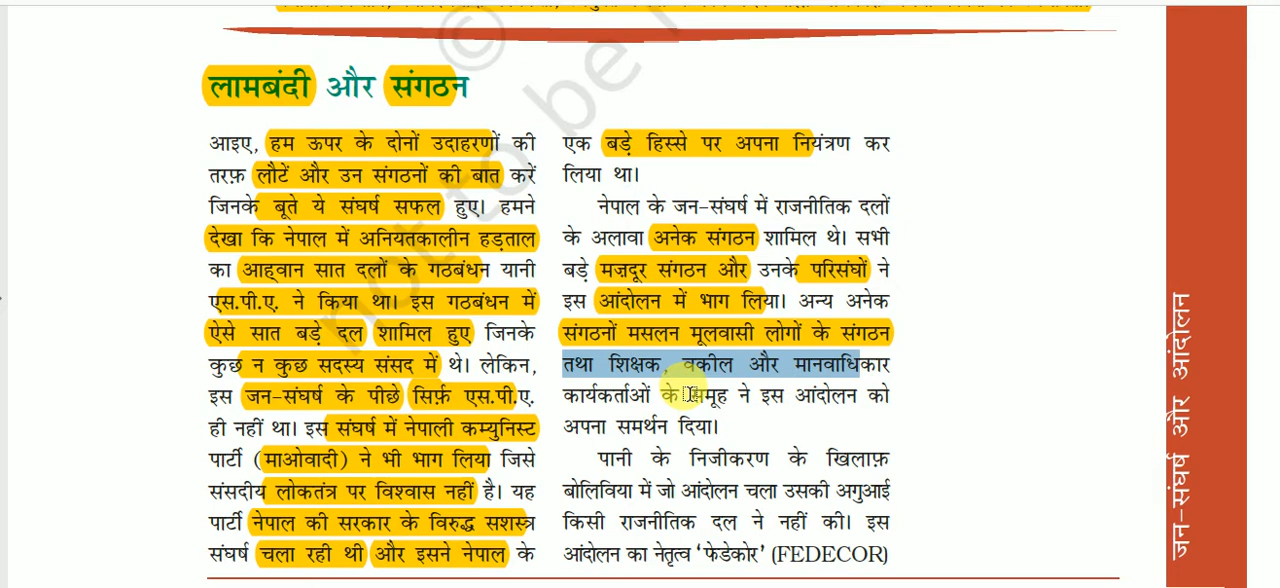 लामबंदी और संगठन
आइए, हम ऊपर के दोनों उदाहरणों की
तरफ़ लौटें और उन संगठनों की बात करें
जिनके बूते ये संघर्ष सफल हुए। हमने
देखा कि नेपाल में अनियतकालीन हड़ताल
का आह्वान सात दलों के गठबंधन यानी
एस.पी.ए. ने किया था। इस गठबंधन में
ऐसे सात बड़े दल शामिल हुए जिनके
कुछ न कुछ सदस्य संसद में थे। लेकिन,
इस जन-संघर्ष के पीछे सिर्फ़ एस.पी.ए.
ही नहीं था। इस संघर्ष में नेपाली कम्युनिस्ट
पार्टी (माओवादी) ने भी भाग लिया जिसे
संसदीय लोकतंत्र पर विश्वास नहीं है। यह
पार्टी नेपाल की सरकार के विरुद्ध सशस्त्र
संघर्ष चला रही थी और इसने नेपाल के
एक बड़े हिस्से पर अपना नियंत्रण कर
लिया था।
नेपाल के जन-संघर्ष में राजनीतिक दलों
के अलावा अनेक संगठन शामिल थे। सभी
बड़े मज़दूर संगठन और उनके परिसंघों ने
इस आंदोलन में भाग लिया। अन्य अनेक
संगठनों मसलन मूलवासी लोगों के संगठन
तथा शिक्षक, वकील और मानवाधिकार
कार्यकर्ताओं के समूह ने इस आंदोलन को
अपना समर्थन दिया।
पानी के निजीकरण के खिलाफ़
बोलिविया में जो आंदोलन चला उसकी अगुआई
किसी राजनीतिक दल ने नहीं की। इस
आंदोलन का नेतृत्व 'फेडेकोर' (FEDECOR)
जन-संघर्ष और आंदोलन
© not to be